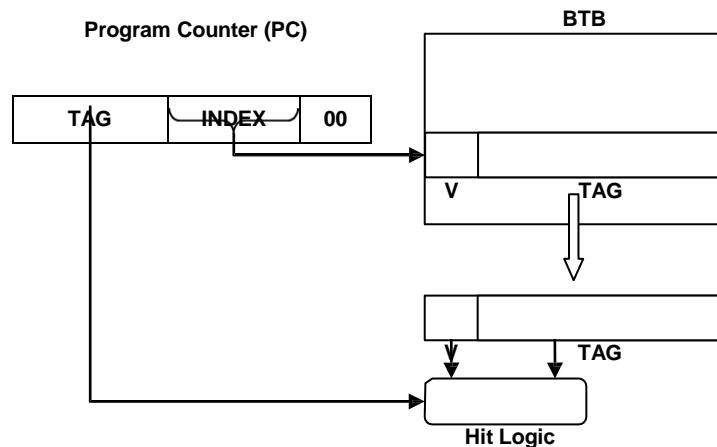 BTB
Program Counter (PC)
TAG INDEX 00
V TAG
V TAG
Hit Logic